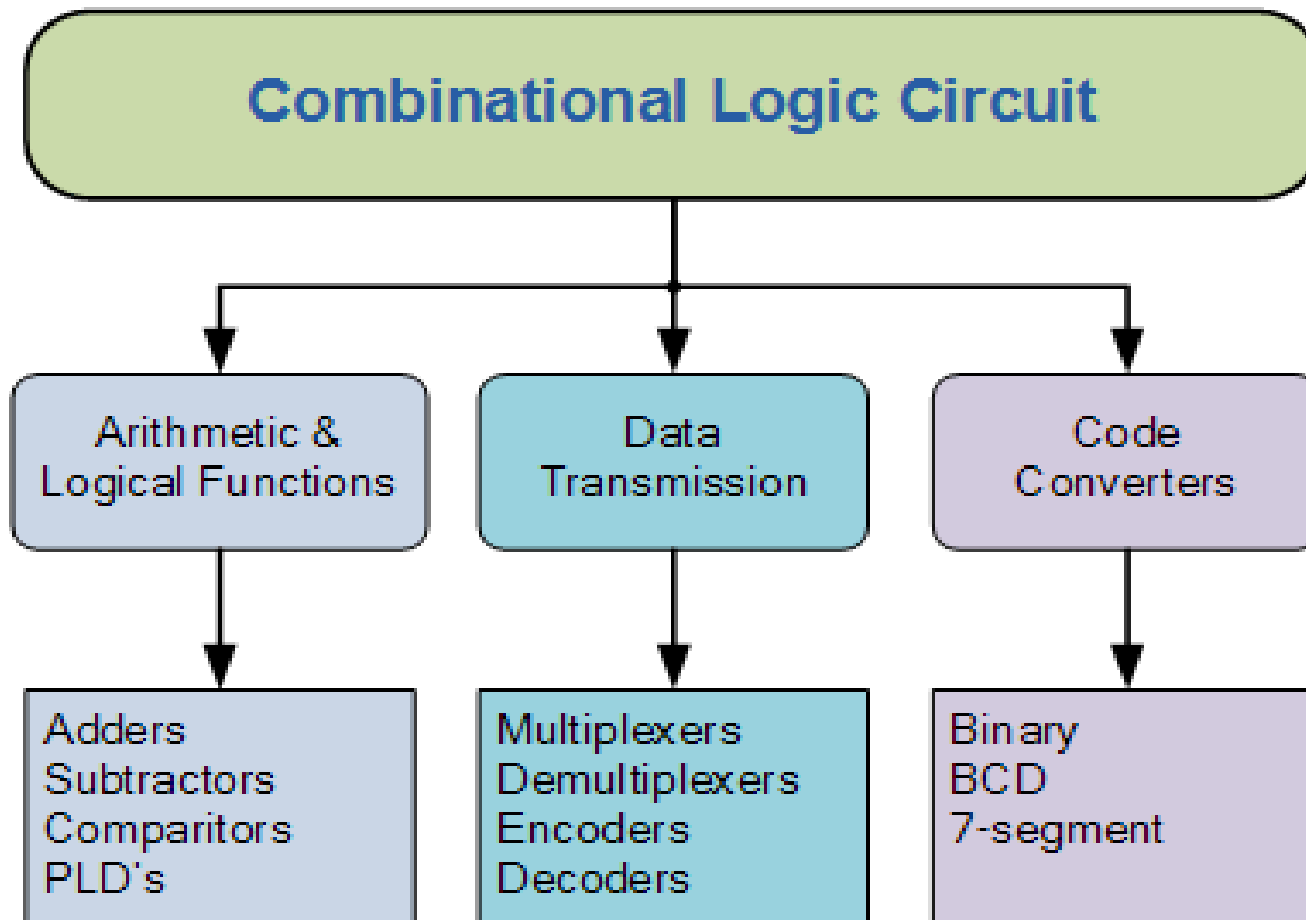 Combinational Logic Circuit
Arithmetic &
Logical Functions
Data
Transmission
Code
Converters
Adders
Subtractors
Comparitors
PLD's
Multiplexers
Demultiplexers
Encoders
Decoders
Binary
BCD
7-segment